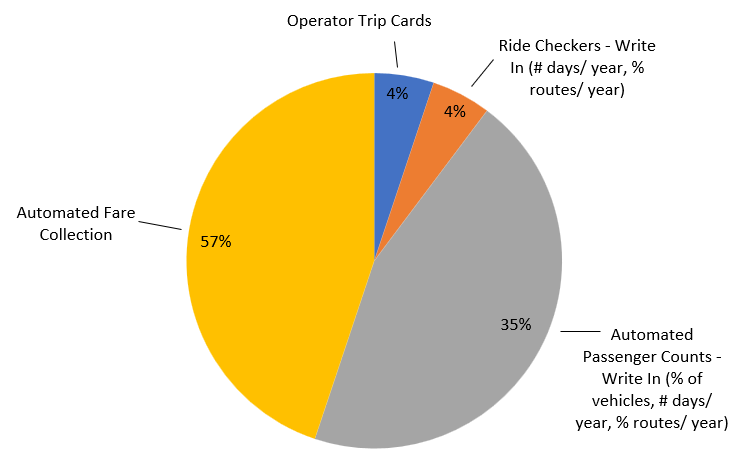 Operator Trip Cards
Ride Checkers - Write
In (# days/ year, %
routes/ year)
4%
4%
Automated Fare
Collection
57%
35%
Automated
Passenger Counts -
Write In (% of
vehicles, # days/
year, % routes/ year)